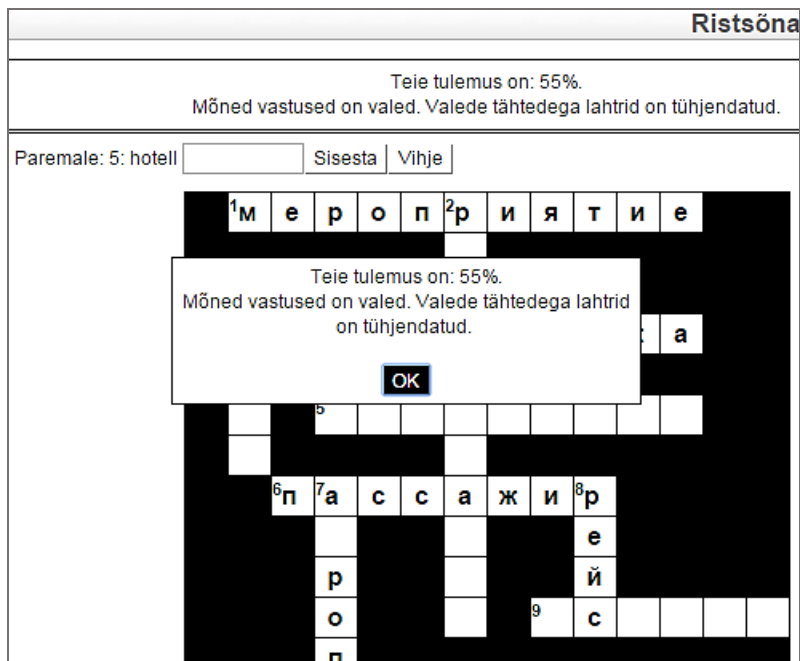 Ristsõna
Teie tulemus on: 55%.
Mõned vastused on valed. Valede tähtedega lahtrid on tühjendatud.
Paremale: 5: hotell Sisesta Vihje
1 м е р о п 2 р и я т и е
Teie tulemus on: 55%.
Mõned vastused on valed. Valede tähtedega lahtrid
on tühjendatud.
а
OK
5
6 п 7 а с с а ж и 8 р
е
р й
о 9 с
п